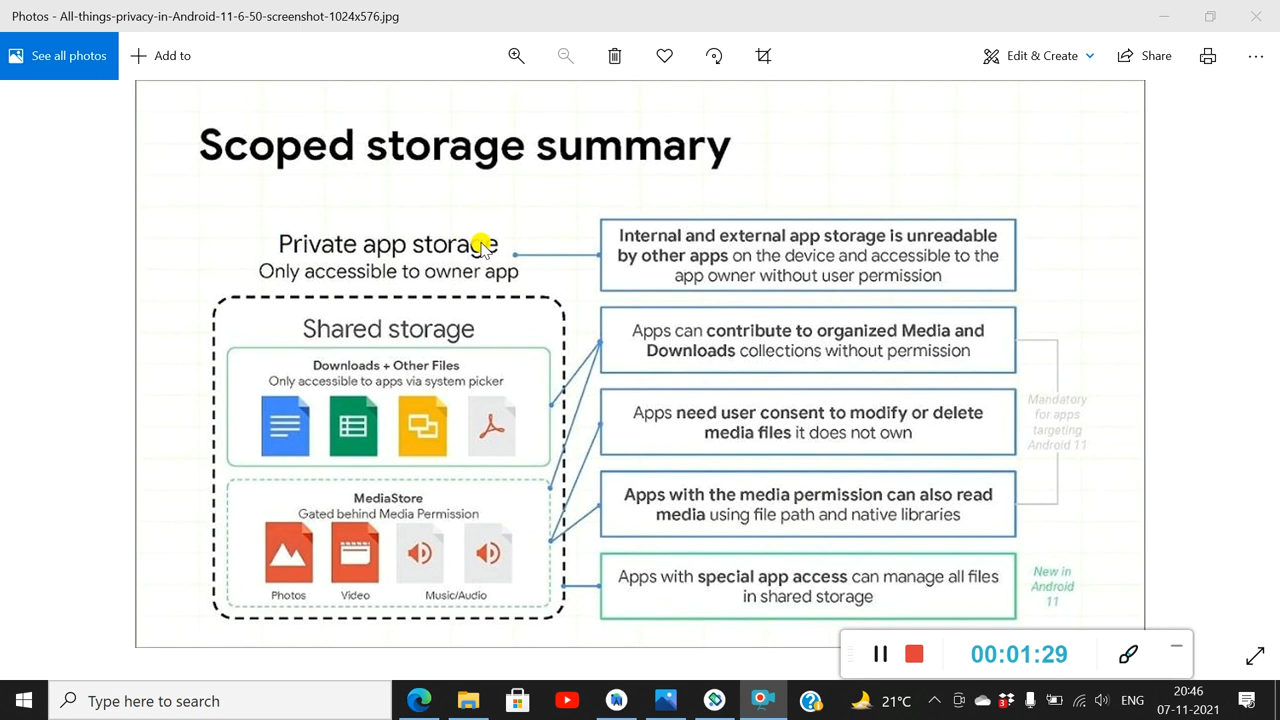 Photos - All-things-privacy-in-Android-11-6-50-screenshot-1024x576.jpg
See all photos
Add to
Edit & Create
Share
Scoped storage summary
Private app storage
Only accessible to owner app
Internal and external app storage is unreadable
by other apps on the device and accessible to the
app owner without user permission
Shared storage
Downloads + Other Files
Only accessible to apps via system picker
Apps can contribute to organized Media and
Downloads collections without permission
Apps need user consent to modify or delete
media files it does not own
Mandatory
for apps
targeting
Android 11
MediaStore
Gated behind Media Permission
Photos
Video
Music/Audio
Apps with the media permission can also read
media using file path and native libraries
Apps with special app access can manage all files
in shared storage
New in
Android
11
00:01:29
Type here to search
21°C
ENG
20:46
07-11-2021